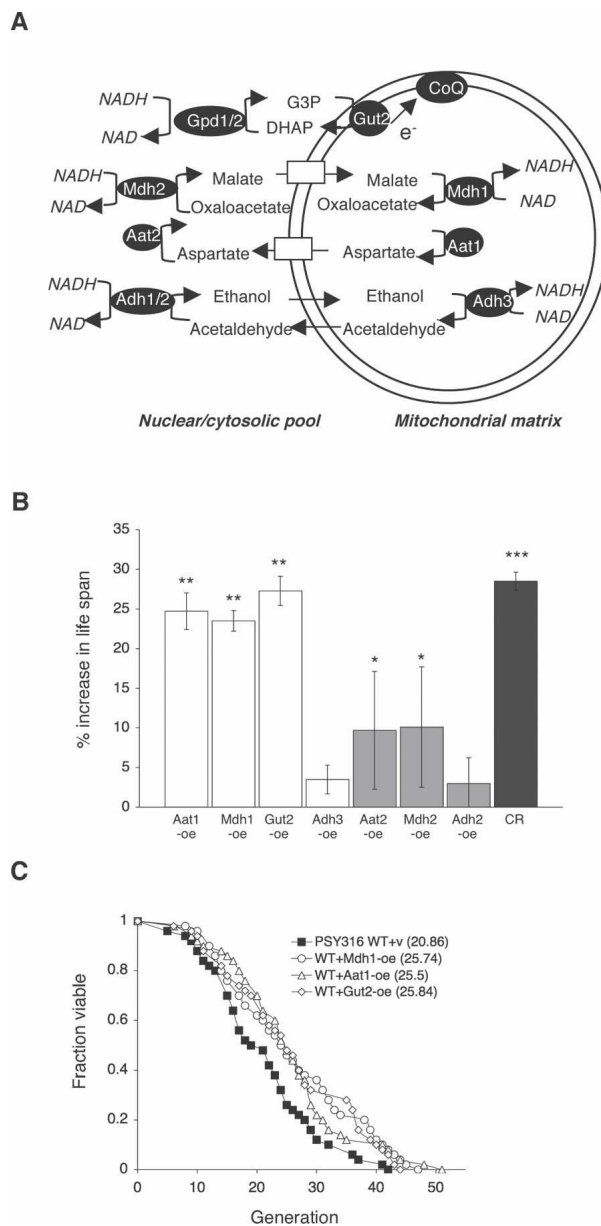 A
NADH
NAD
Gpd1/2
G3P
DHAP
Gut2
CoQ
e-
NADH
NAD
Mdh2
Malate
Oxaloacetate
Malate
Oxaloacetate
Mdh1
NADH
NAD
Aat2
Aspartate
Aspartate
Aat1
NADH
NAD
Adh1/2
Ethanol
Acetaldehyde
Ethanol
Acetaldehyde
Adh3
NADH
NAD
Nuclear/cytosolic pool Mitochondrial matrix
B
% increase in life span
35
30
25
20
15
10
5
0
** ** ** * * ***
Aat1 Mdh1 Gut2 Adh3 Aat2 Mdh2 Adh2 CR
-oe -oe -oe -oe -oe -oe -oe
C
Fraction viable
1
0.8
0.6
0.4
0.2
0
PSY316 WT+v (20.86)
WT+Mdh1-oe (25.74)
WT+Aat1-oe (25.5)
WT+Gut2-oe (25.84)
0 10 20 30 40 50
Generation